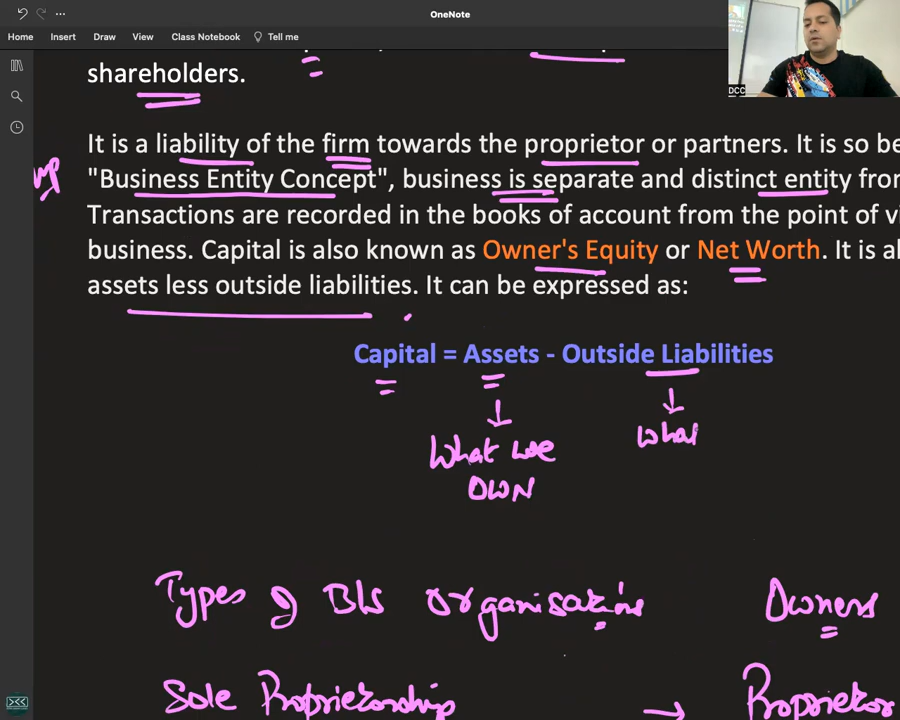 OneNote
Home Insert Draw View Class Notebook Tell me
DCC
shareholders.
It is a liability of the firm towards the proprietor or partners. It is so be
"Business Entity Concept", business is separate and distinct entity from
Transactions are recorded in the books of account from the point of vi
business. Capital is also known as Owner's Equity or Net Worth. It is al
assets less outside liabilities. It can be expressed as:
Capital = Assets - Outside Liabilities
What we
OWN
What
Types of B/s Organisations Owners
Sole Proprietorship → Proprietor